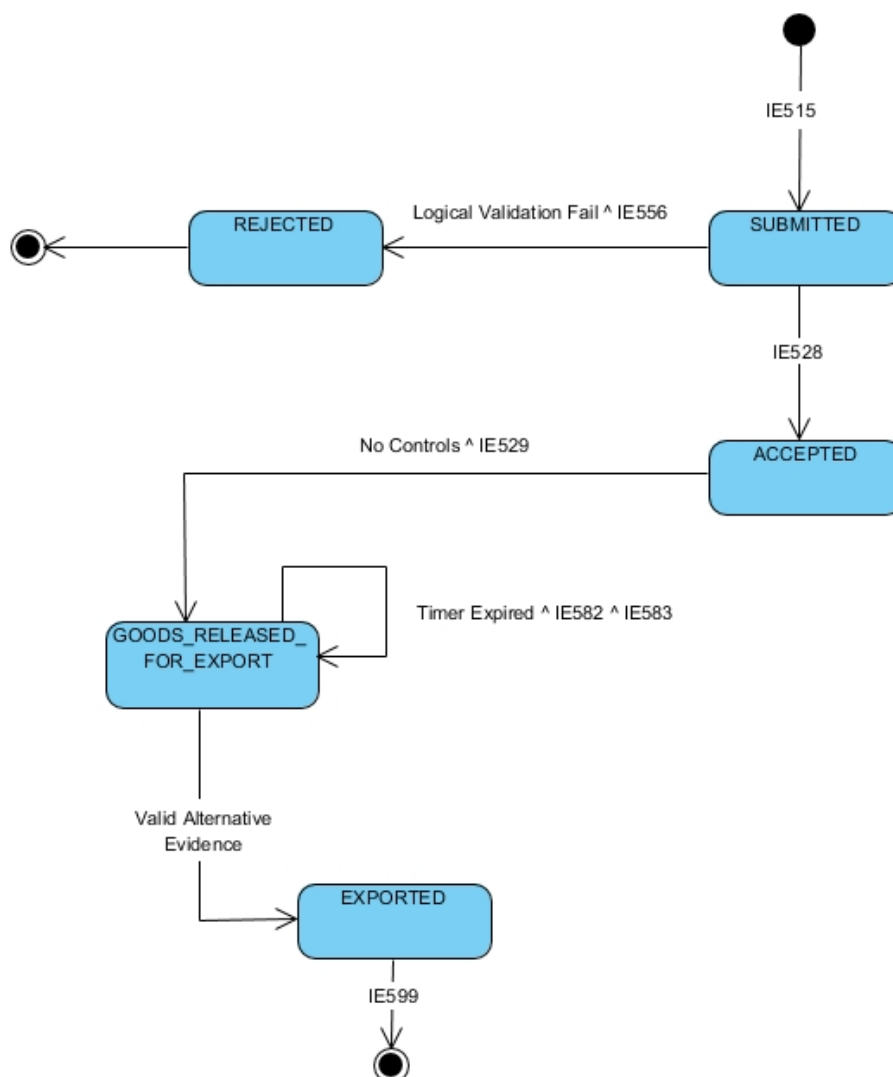 IE515
Logical Validation Fail ^ IE556
REJECTED
SUBMITTED
IE528
No Controls ^ IE529
ACCEPTED
Timer Expired ^ IE582 ^ IE583
GOODS_RELEASED_
FOR_EXPORT
Valid Alternative
Evidence
EXPORTED
IE599